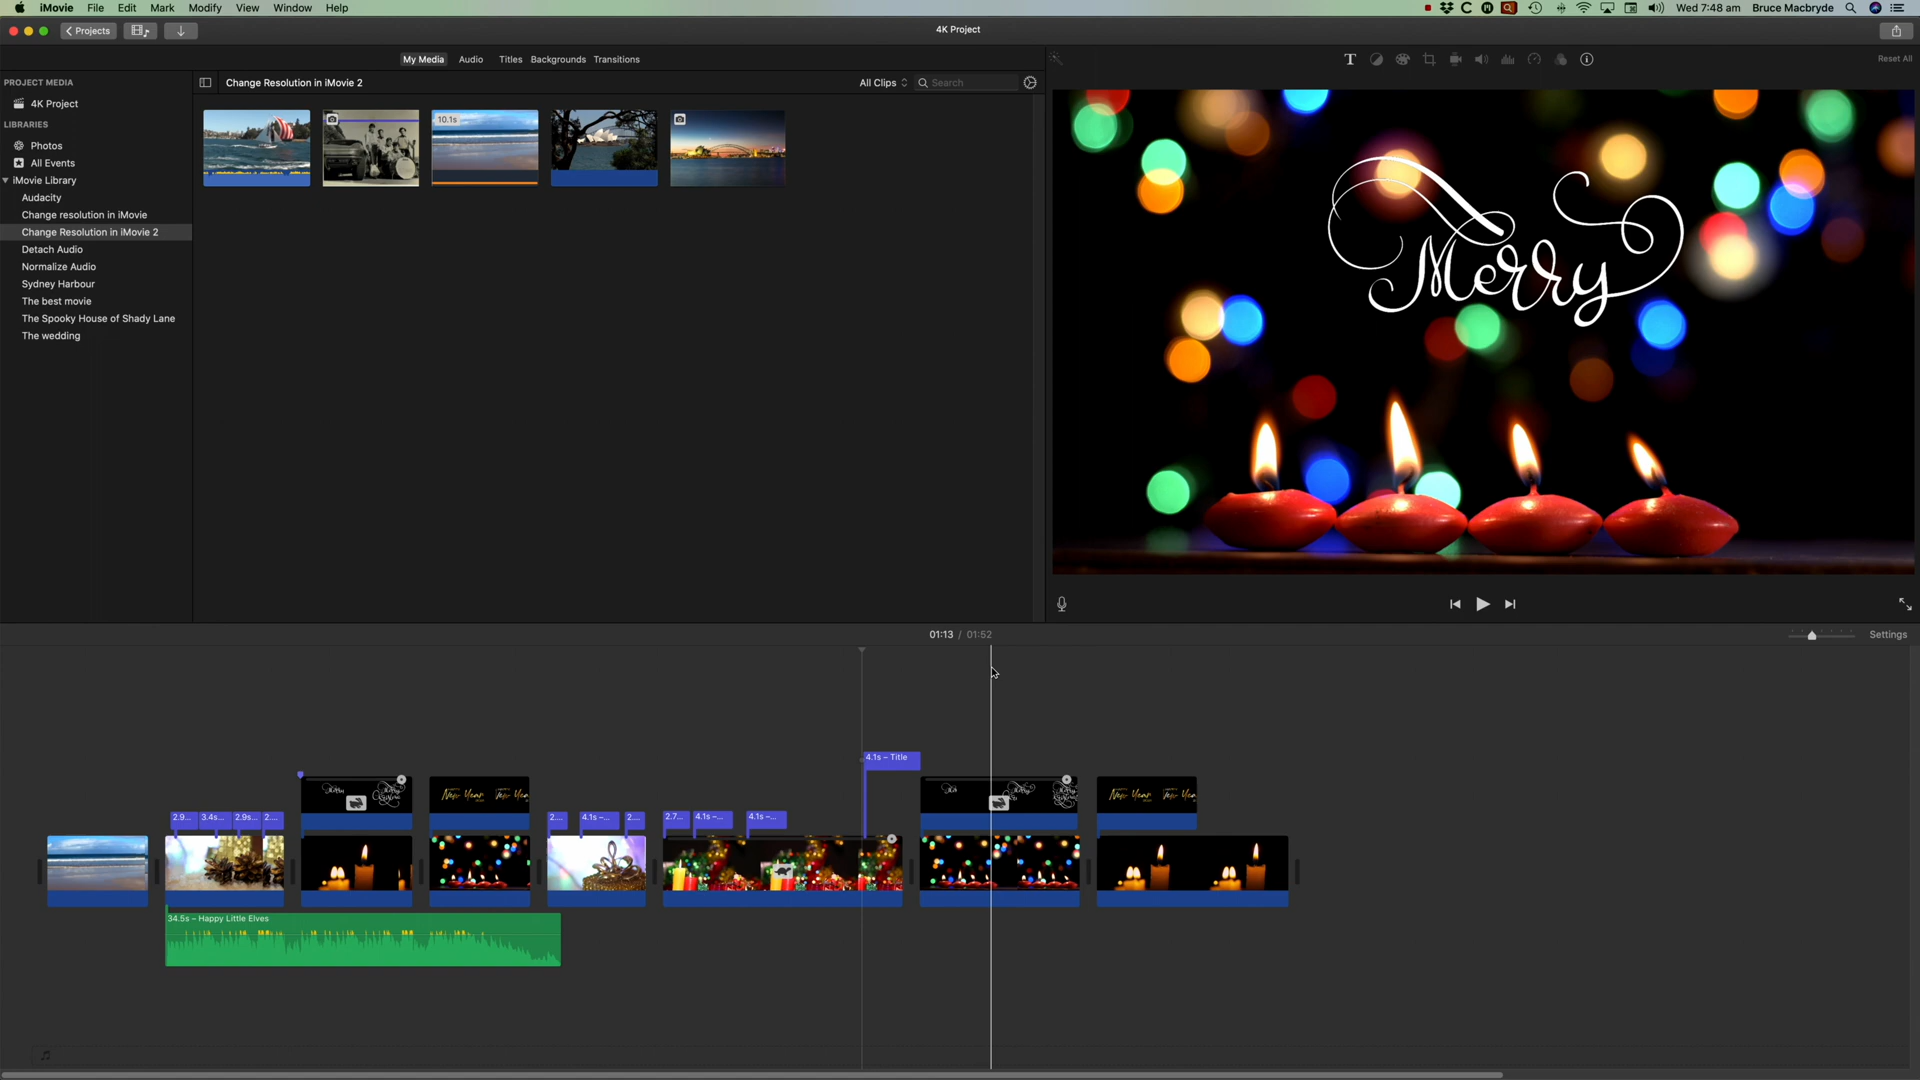 iMovie File Edit Mark Modify View Window Help
Wed 7:48 am Bruce Macbryde
Projects
4K Project
My Media Audio Titles Backgrounds Transitions
Reset All
PROJECT MEDIA
4K Project
LIBRARIES
Photos
All Events
iMovie Library
Audacity
Change resolution in iMovie
Change Resolution in iMovie 2
Detach Audio
Normalize Audio
Sydney Harbour
The best movie
The Spooky House of Shady Lane
The wedding
Change Resolution in iMovie 2
All Clips
Search
10.1s
Merry
01:13 / 01:52
Settings
4.1s – Title
New Year
New Year
2.9...
3.4s...
2.9s...
2....
2....
4.1s –...
2....
2.7...
4.1s –...
4.1s –...
34.5s – Happy Little Elves